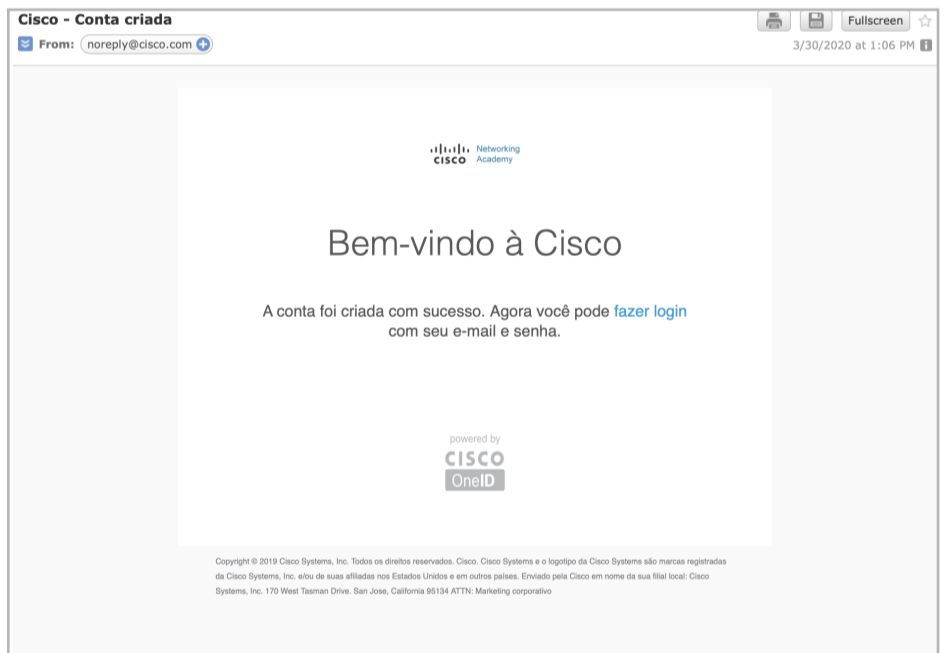 Cisco - Conta criada
Fullscreen
From: noreply@cisco.com
3/30/2020 at 1:06 PM
CISCO Networking Academy
Bem-vindo à Cisco
A conta foi criada com sucesso. Agora você pode fazer login
com seu e-mail e senha.
powered by
CISCO
OneID
Copyright © 2019 Cisco Systems, Inc. Todos os direitos reservados. Cisco, Cisco Systems e o logotipo da Cisco Systems são marcas registradas
da Cisco Systems, Inc. e/ou de suas afiliadas nos Estados Unidos e em outros países. Enviado pela Cisco em nome da sua filial local: Cisco
Systems, Inc. 170 West Tasman Drive. San Jose, California 95134 ATTN: Marketing corporativo